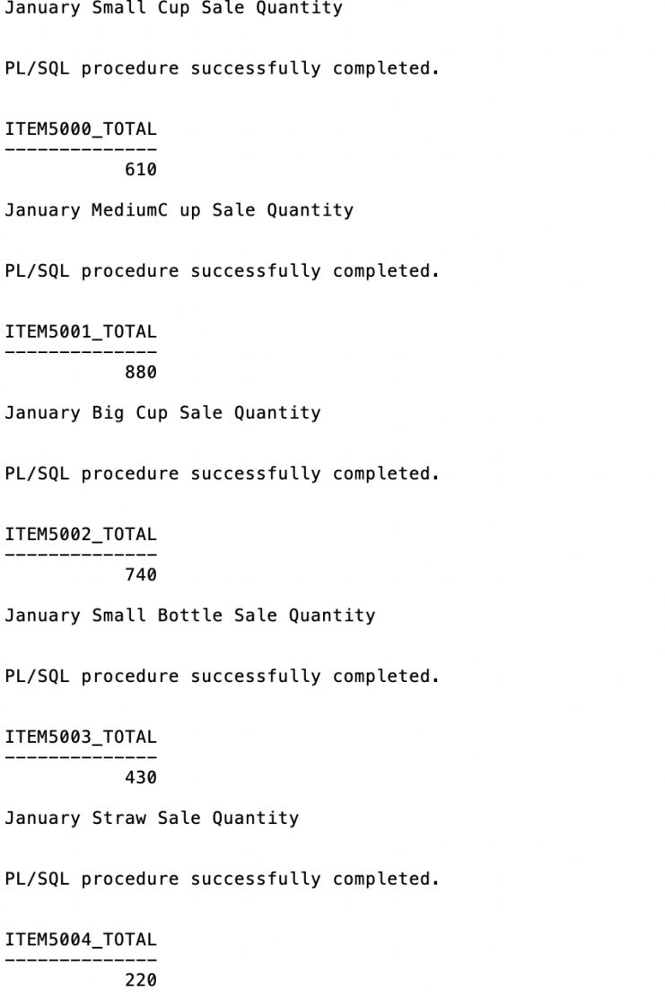 January Small Cup Sale Quantity
PL/SQL procedure successfully completed.
ITEM5000_TOTAL
--------------
610
January MediumC up Sale Quantity
PL/SQL procedure successfully completed.
ITEM5001_TOTAL
--------------
880
January Big Cup Sale Quantity
PL/SQL procedure successfully completed.
ITEM5002_TOTAL
--------------
740
January Small Bottle Sale Quantity
PL/SQL procedure successfully completed.
ITEM5003_TOTAL
--------------
430
January Straw Sale Quantity
PL/SQL procedure successfully completed.
ITEM5004_TOTAL
--------------
220